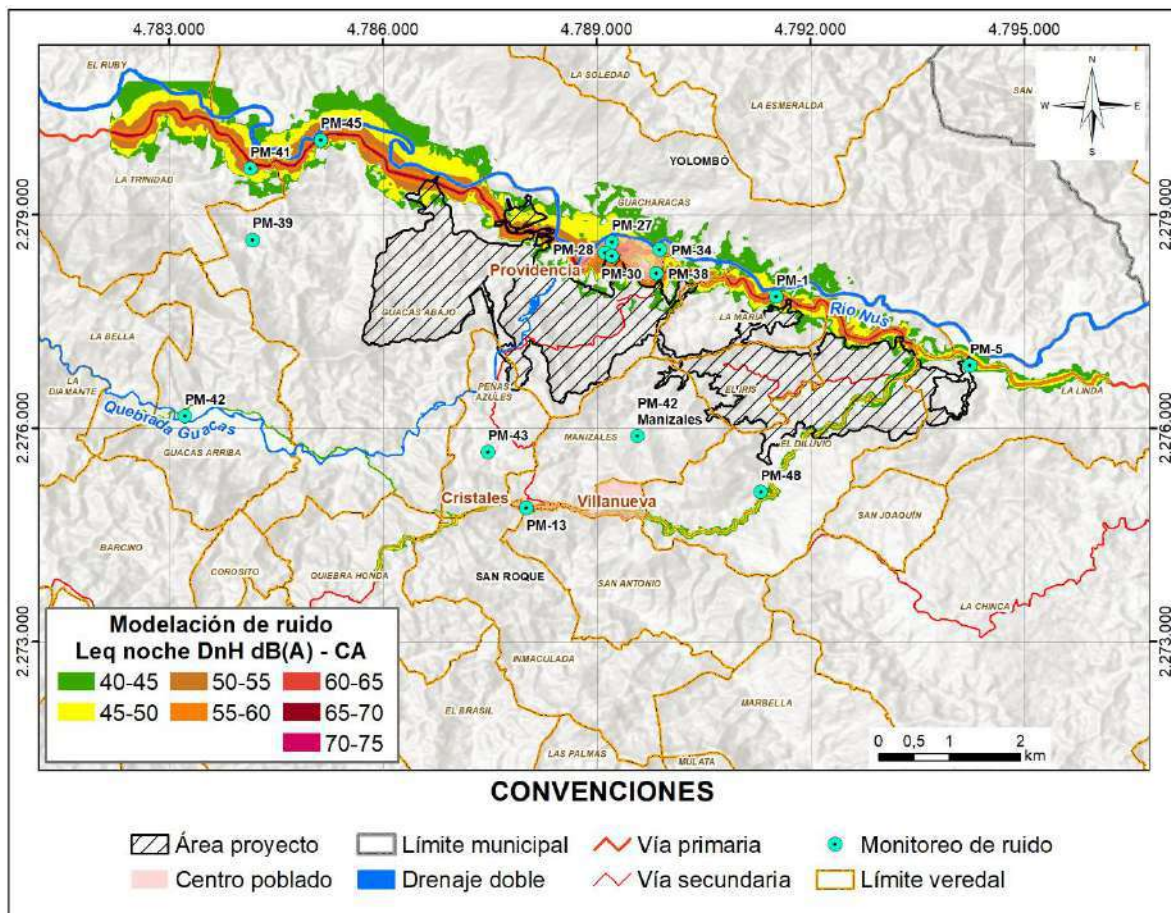 4.783.000
4.786.000
4.789.000
4.792.000
4.795.000
EL RUBY
LA SOLEDAD
LA ESMERALDA
SAN
N
W
E
S
PM-45
PM-41
YOLOMBÓ
LA TRINIDAD
2.279.000
2.279.000
GUACHARACAS
PM-39
PM-27
PM-28
PM-34
Providencia
PM-30
PM-38
PM-1
Río Nus
GUACAS ABAJO
LA MARÍA
LA BELLA
PM-5
LA DIAMANTE
PEÑAS AZULES
EL IRIS
LA LINDA
PM-42
PM-42
Manizales
Quebrada Guacas
2.276.000
2.276.000
GUACAS ARRIBA
PM-43
MANIZALES
EL DILUVIO
PM-48
Cristales
Villanueva
PM-13
SAN JOAQUÍN
BARCINO
COROSITO
QUIEBRA HONDA
SAN ROQUE
SAN ANTONIO
LA CHINCA
2.273.000
2.273.000
Modelación de ruido
Leq noche DnH dB(A) - CA
40-45
50-55
60-65
45-50
55-60
65-70
70-75
INMACULADA
EL BRASIL
MARBELLA
LAS PALMAS
MULATA
0 0,5 1 2
km
CONVENCIONES
Área proyecto
Límite municipal
Vía primaria
Monitoreo de ruido
Centro poblado
Drenaje doble
Vía secundaria
Límite veredal